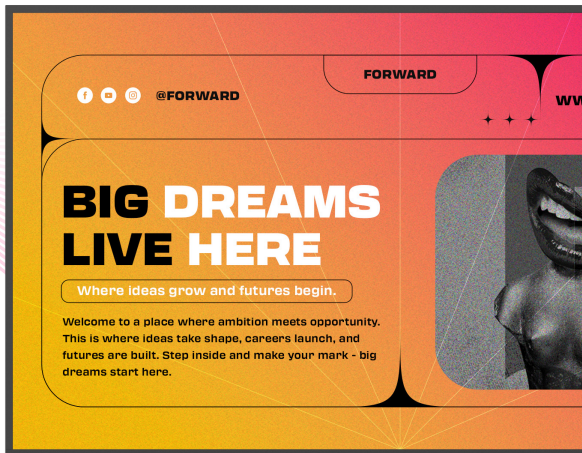 @FORWARD
FORWARD
BIG DREAMS
LIVE HERE
Where ideas grow and futures begin.
Welcome to a place where ambition meets opportunity.
This is where ideas take shape, careers launch, and
futures are built. Step inside and make your mark - big
dreams start here.